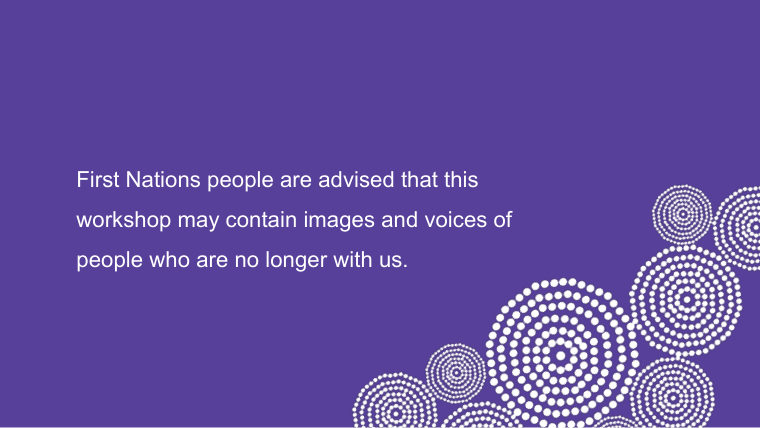 First Nations people are advised that this
workshop may contain images and voices of
people who are no longer with us.